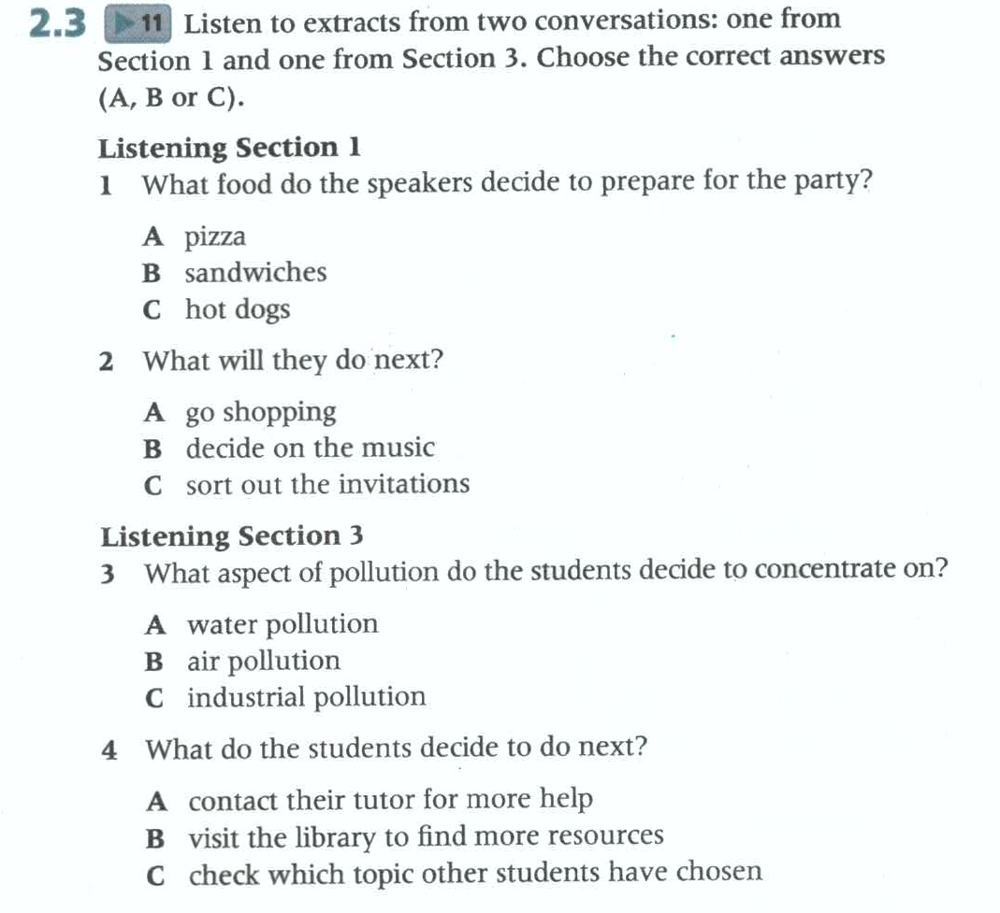 2.3 ▶ 11 Listen to extracts from two conversations: one from
Section 1 and one from Section 3. Choose the correct answers
(A, B or C).
Listening Section 1
1 What food do the speakers decide to prepare for the party?
A pizza
B sandwiches
C hot dogs
2 What will they do next?
A go shopping
B decide on the music
C sort out the invitations
Listening Section 3
3 What aspect of pollution do the students decide to concentrate on?
A water pollution
B air pollution
C industrial pollution
4 What do the students decide to do next?
A contact their tutor for more help
B visit the library to find more resources
C check which topic other students have chosen